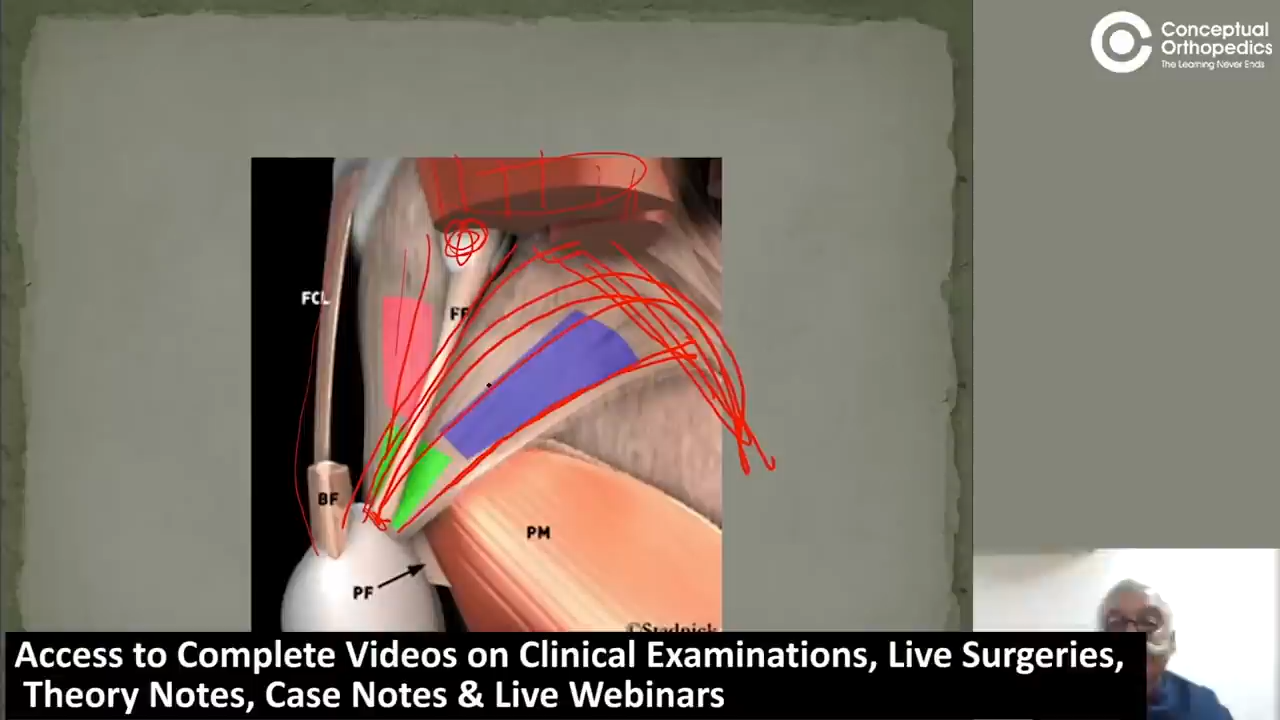 Conceptual
Orthopedics
The Learning Never Ends
FCL
FF
BF
PM
PF
©Stadnick
Access to Complete Videos on Clinical Examinations, Live Surgeries,
Theory Notes, Case Notes & Live Webinars